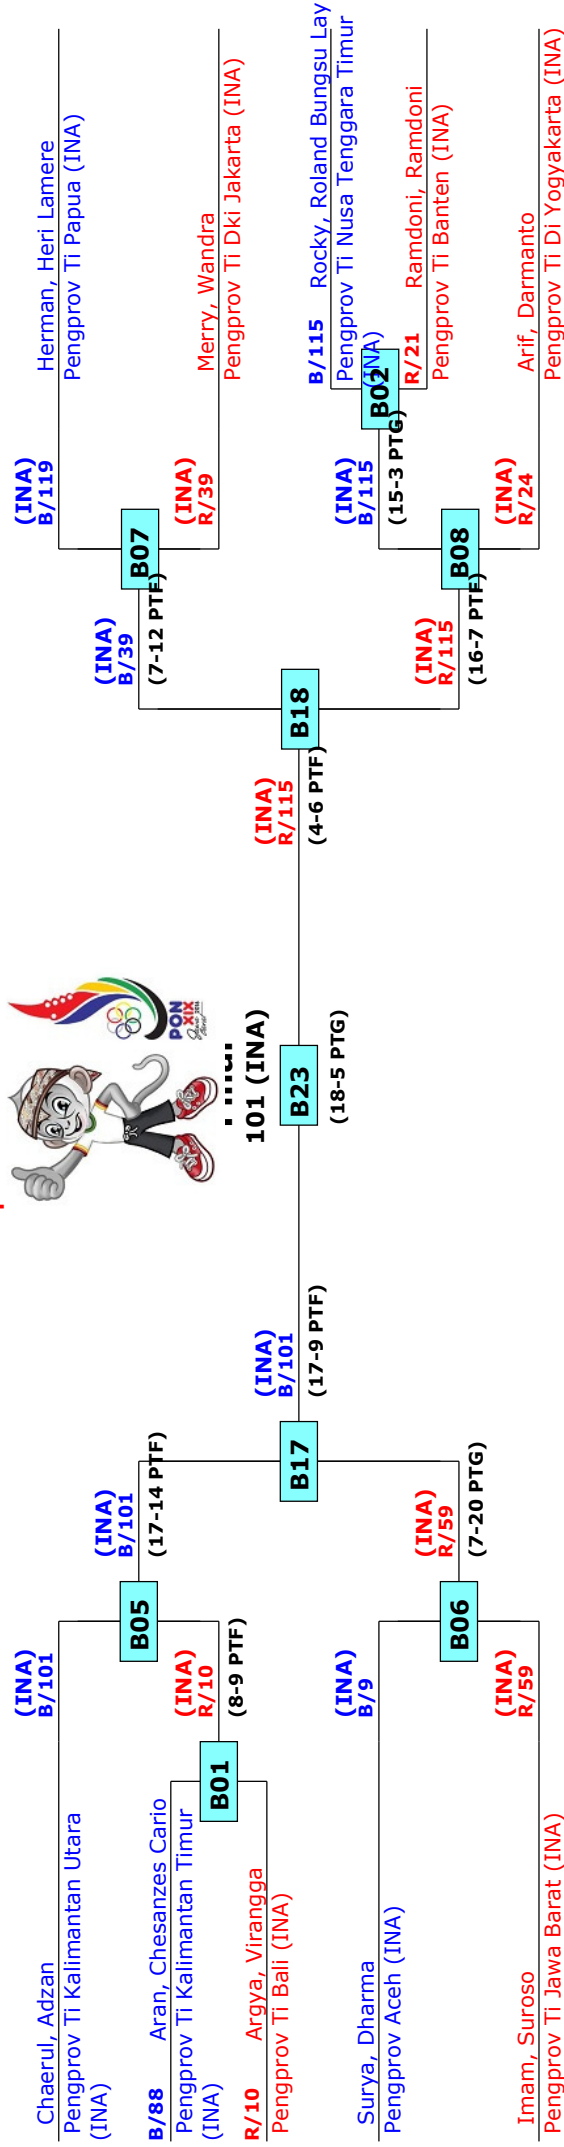 Chaerul, Adzan
Pengprov Ti Kalimantan Utara
(INA)
(INA)
B/101
B/88 Aran, Chesanzes Cario
Pengprov Ti Kalimantan Timur
(INA)
R/10 Argya, Virangga
Pengprov Ti Bali (INA)
B01
(INA)
R/10
(8-9 PTF)
B05
(INA)
B/101
(17-14 PTF)
Surya, Dharma
Pengprov Aceh (INA)
(INA)
B/9
Imam, Suroso
Pengprov Ti Jawa Barat (INA)
(INA)
R/59
B06
(INA)
R/59
(7-20 PTG)
B17
(INA)
B/101
(17-9 PTF)
PON
XIX
101 (INA)
B23
(18-5 PTG)
(INA)
R/115
(4-6 PTF)
B18
(INA)
B/39
(7-12 PTF)
B07
(INA)
B/119
Herman, Heri Lamere
Pengprov Ti Papua (INA)
(INA)
R/39
Merry, Wandra
Pengprov Ti Dki Jakarta (INA)
(INA)
R/115
(16-7 PTF)
B08
(INA)
B/115
(15-3 PTG)
B02
B/115 Rocky, Roland Bungsu Lay
Pengprov Ti Nusa Tenggara Timur
(INA)
R/21 Ramdoni, Ramdoni
Pengprov Ti Banten (INA)
(INA)
R/24
Arif, Darmanto
Pengprov Ti Di Yogyakarta (INA)